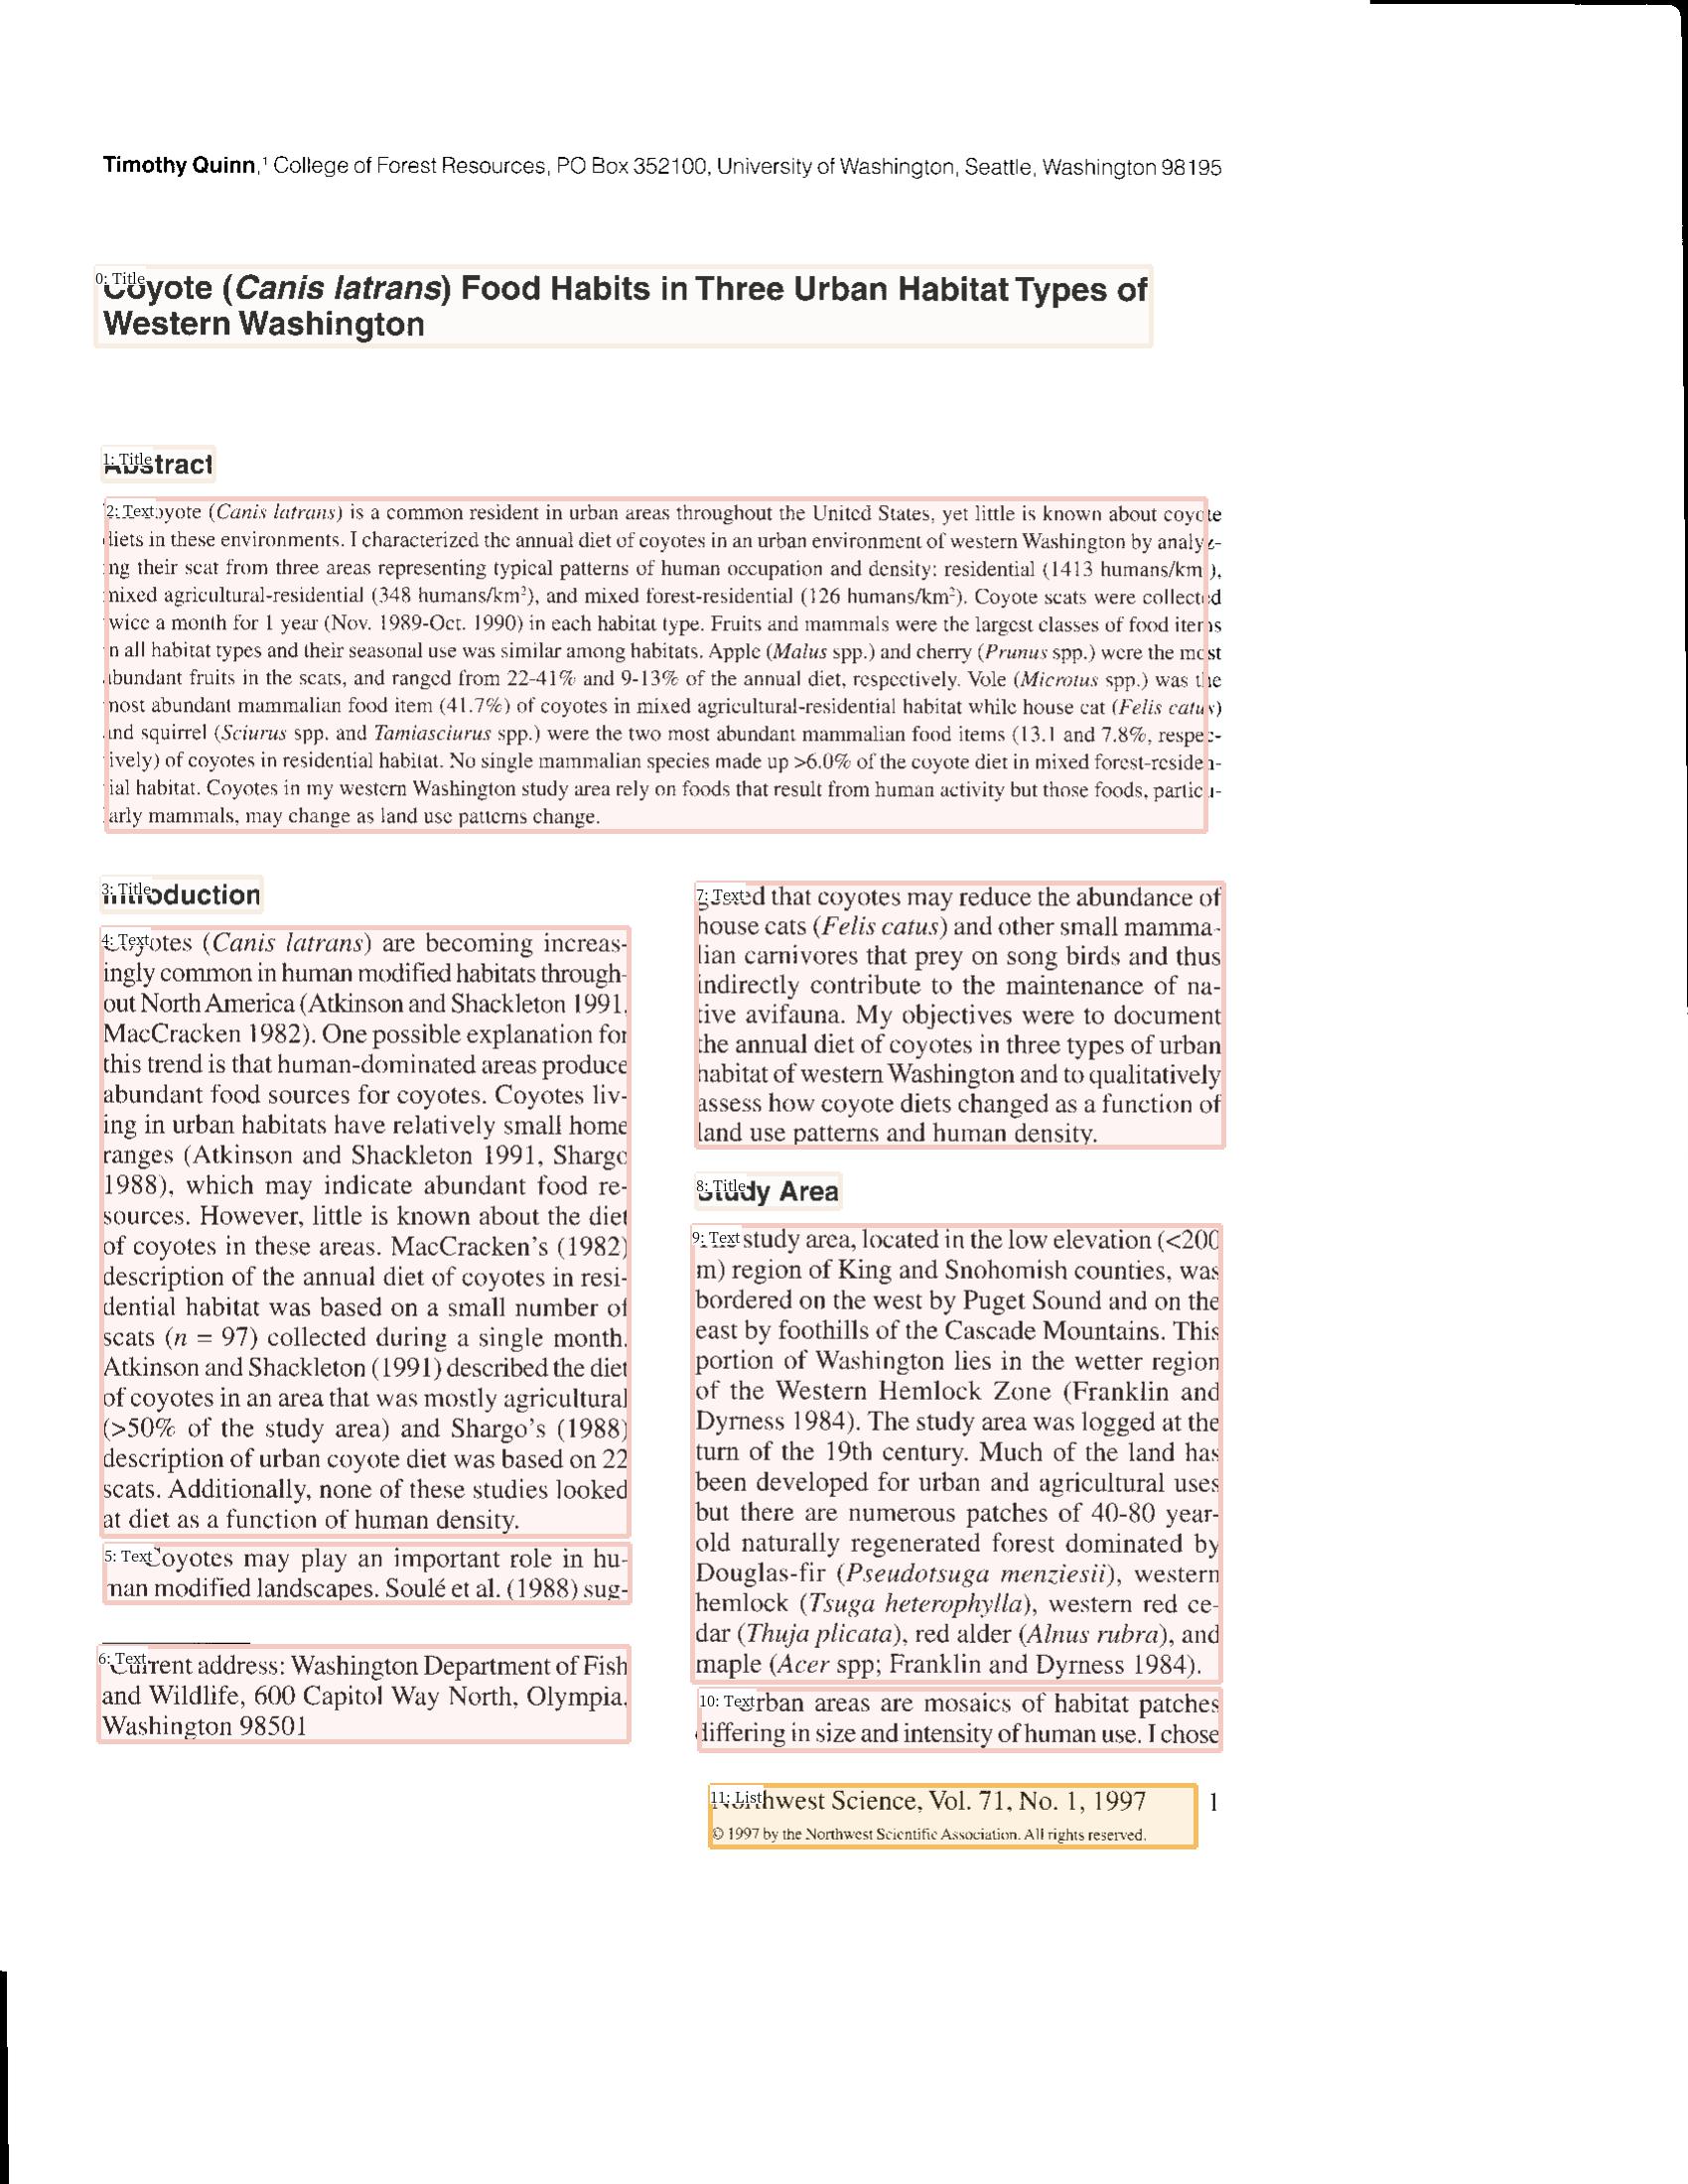 Timothy Quinn,¹ College of Forest Resources, PO Box 352100, University of Washington, Seattle, Washington 98195
0: Title
Coyote (Canis latrans) Food Habits in Three Urban Habitat Types of
Western Washington
1: Title
Abstract
2: Text
coyote (Canis latrans) is a common resident in urban areas throughout the United States, yet little is known about coyote
diets in these environments. I characterized the annual diet of coyotes in an urban environment of western Washington by analyz-
ing their scat from three areas representing typical patterns of human occupation and density: residential (1413 humans/km²),
mixed agricultural-residential (348 humans/km²), and mixed forest-residential (126 humans/km²). Coyote scats were collected
twice a month for 1 year (Nov. 1989-Oct. 1990) in each habitat type. Fruits and mammals were the largest classes of food items
in all habitat types and their seasonal use was similar among habitats. Apple (Malus spp.) and cherry (Prunus spp.) were the most
abundant fruits in the scats, and ranged from 22-41% and 9-13% of the annual diet, respectively. Vole (Microtus spp.) was the
most abundant mammalian food item (41.7%) of coyotes in mixed agricultural-residential habitat while house cat (Felis catus)
and squirrel (Sciurus spp. and Tamiasciurus spp.) were the two most abundant mammalian food items (13.1 and 7.8%, respec-
tively) of coyotes in residential habitat. No single mammalian species made up >6.0% of the coyote diet in mixed forest-residen-
tial habitat. Coyotes in my western Washington study area rely on foods that result from human activity but those foods, particu-
larly mammals, may change as land use patterns change.
3: Title
Introduction
4: Text
Coyotes (Canis latrans) are becoming increas-
ingly common in human modified habitats through-
out North America (Atkinson and Shackleton 1991,
MacCracken 1982). One possible explanation for
this trend is that human-dominated areas produce
abundant food sources for coyotes. Coyotes liv-
ing in urban habitats have relatively small home
ranges (Atkinson and Shackleton 1991, Shargo
1988), which may indicate abundant food re-
sources. However, little is known about the diet
of coyotes in these areas. MacCracken's (1982)
description of the annual diet of coyotes in resi-
dential habitat was based on a small number of
scats (n = 97) collected during a single month.
Atkinson and Shackleton (1991) described the diet
of coyotes in an area that was mostly agricultural
(>50% of the study area) and Shargo's (1988)
description of urban coyote diet was based on 22
scats. Additionally, none of these studies looked
at diet as a function of human density.
5: Text
Coyotes may play an important role in hu-
man modified landscapes. Soulé et al. (1988) sug-
6: Text
Current address: Washington Department of Fish
and Wildlife, 600 Capitol Way North, Olympia,
Washington 98501
7: Text
gested that coyotes may reduce the abundance of
house cats (Felis catus) and other small mamma-
lian carnivores that prey on song birds and thus
indirectly contribute to the maintenance of na-
tive avifauna. My objectives were to document
the annual diet of coyotes in three types of urban
habitat of western Washington and to qualitatively
assess how coyote diets changed as a function of
land use patterns and human density.
8: Title
Study Area
9: Text
The study area, located in the low elevation (<200
m) region of King and Snohomish counties, was
bordered on the west by Puget Sound and on the
east by foothills of the Cascade Mountains. This
portion of Washington lies in the wetter region
of the Western Hemlock Zone (Franklin and
Dyrness 1984). The study area was logged at the
turn of the 19th century. Much of the land has
been developed for urban and agricultural uses
but there are numerous patches of 40-80 year-
old naturally regenerated forest dominated by
Douglas-fir (Pseudotsuga menziesii), western
hemlock (Tsuga heterophylla), western red ce-
dar (Thuja plicata), red alder (Alnus rubra), and
maple (Acer spp; Franklin and Dyrness 1984).
10: Text
Urban areas are mosaics of habitat patches
differing in size and intensity of human use. I chose
11: List
Northwest Science, Vol. 71, No. 1, 1997 1
© 1997 by the Northwest Scientific Association. All rights reserved.